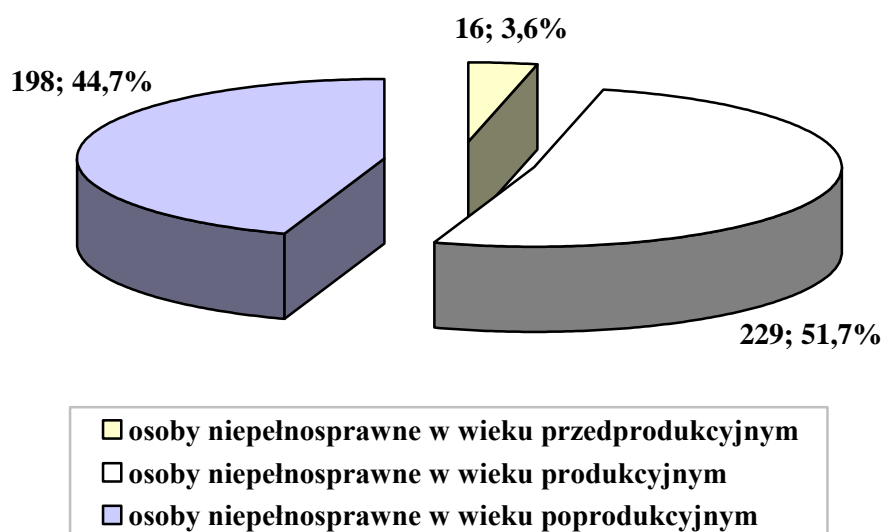 16; 3,6%
198; 44,7%
229; 51,7%
osoby niepełnosprawne w wieku przedprodukcyjnym
osoby niepełnosprawne w wieku produkcyjnym
osoby niepełnosprawne w wieku poprodukcyjnym